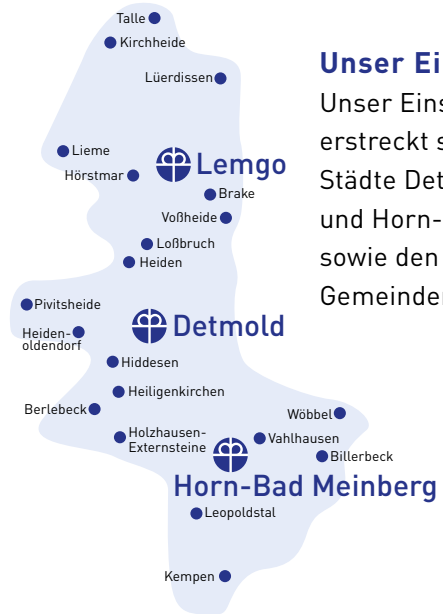 Talle
Kirchheide
Lüerdissen
Lieme
Hörstmar
Lemgo
Brake
Voßheide
Loßbruch
Heiden
Pivitsheide
Heiden-
oldendorf
Detmold
Hiddesen
Heiligenkirchen
Berlebeck
Holzhausen-
Externsteine
Wöbbel
Vahlhausen
Billerbeck
Horn-Bad Meinberg
Leopoldstal
Kempen
Unser Ei
Unser Eins
erstreckt s
Städte Det
und Horn-
sowie den
Gemeinden